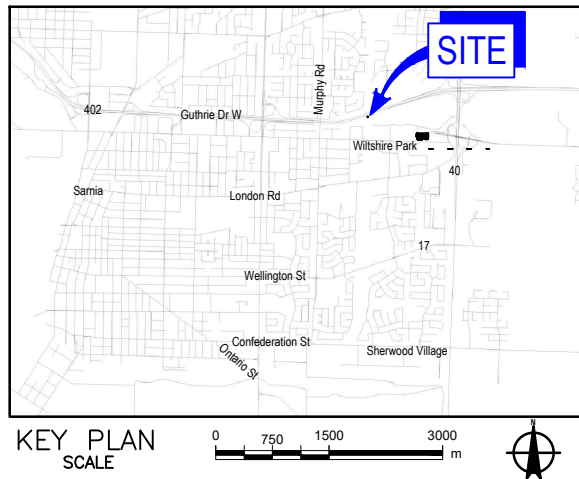 SITE
Murphy Rd
402
Guthrie Dr W
Wiltshire Park
40
Sarnia
London Rd
17
Wellington St
Confederation St
Sherwood Village
Ontario St
KEY PLAN
SCALE
0 750 1500 3000
m
N